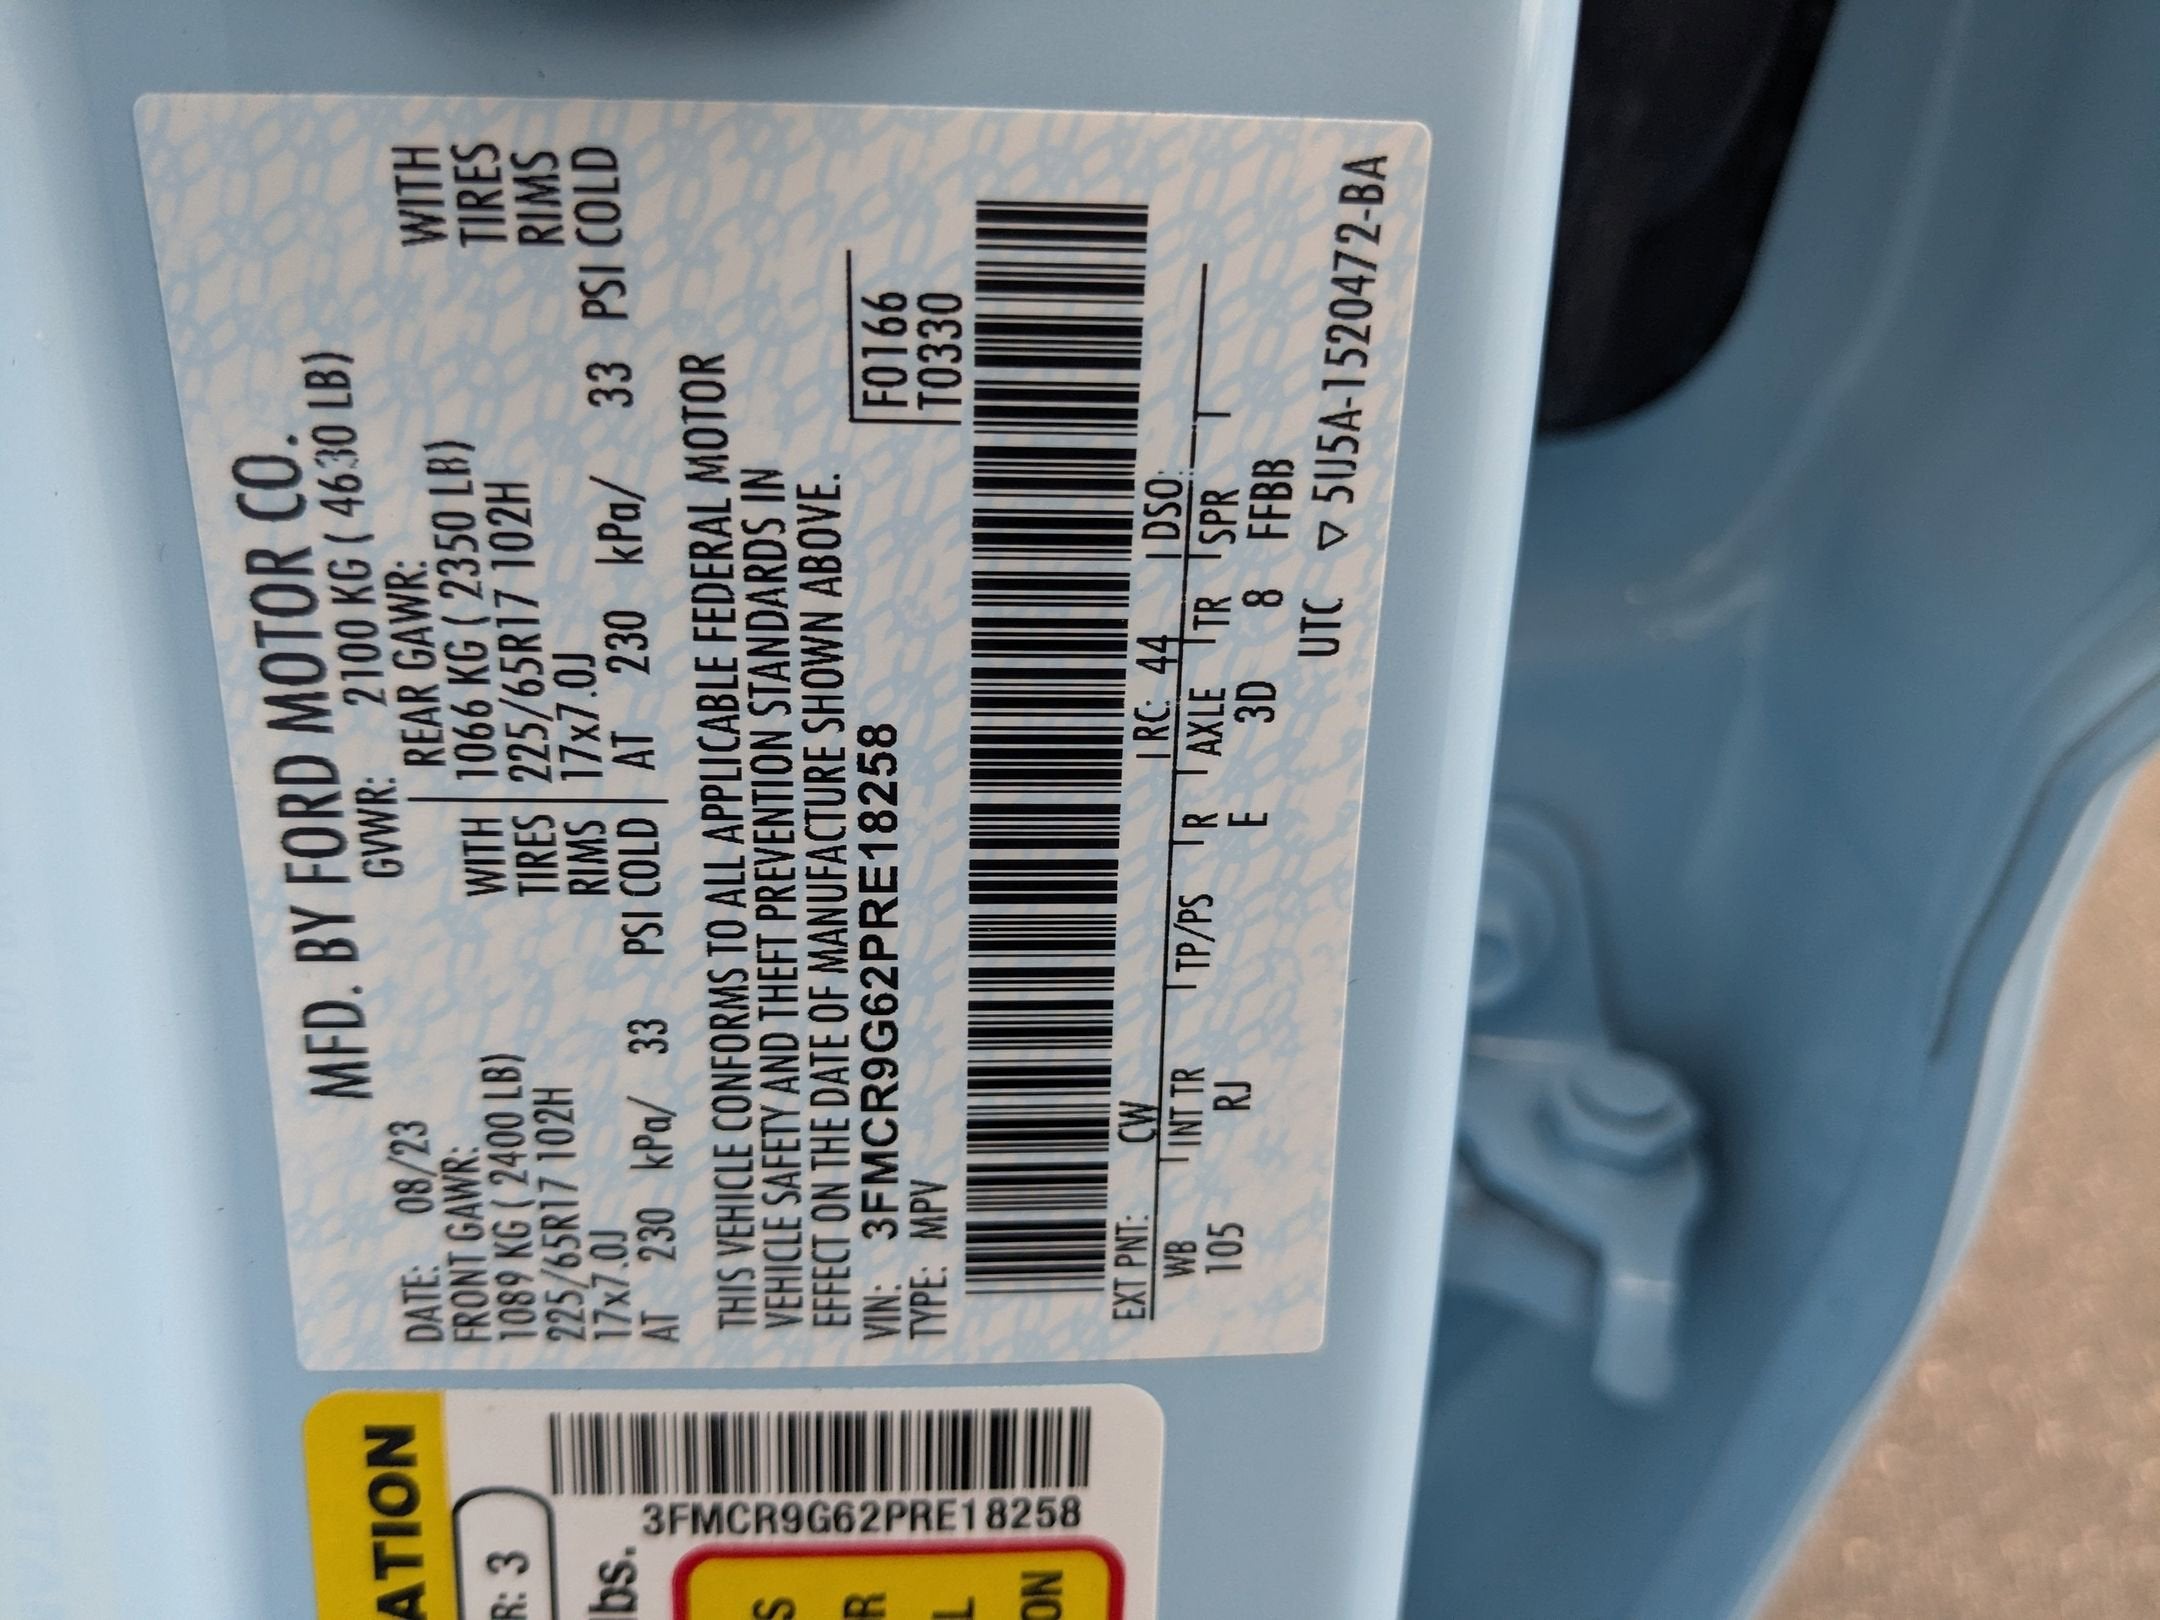 MFD. BY FORD MOTOR CO.
DATE: 08/23 GVWR: 2100 KG ( 4630 LB)
FRONT GAWR: REAR GAWR: WITH
1089 KG ( 2400 LB) WITH 1066 KG ( 2350 LB) TIRES
225/65R17 102H TIRES 225/65R17 102H RIMS
17x7.0J RIMS 17x7.0J
AT 230 kPa/ 33 PSI COLD AT 230 kPa/ 33 PSI COLD
THIS VEHICLE CONFORMS TO ALL APPLICABLE FEDERAL MOTOR
VEHICLE SAFETY AND THEFT PREVENTION STANDARDS IN
EFFECT ON THE DATE OF MANUFACTURE SHOWN ABOVE.
VIN: 3FMCR9G62PRE18258 F0166
TYPE: MPV T0330
EXT PNT: CW RC: 44 DSO:
WB INT TR TP/PS R AXLE TR SPR
105 RJ E 3D 8 FFBB
UTC ▽ 5U5A-1520472-BA
ATION
R: 3
lbs.
3FMCR9G62PRE18258
S
R
L
ON